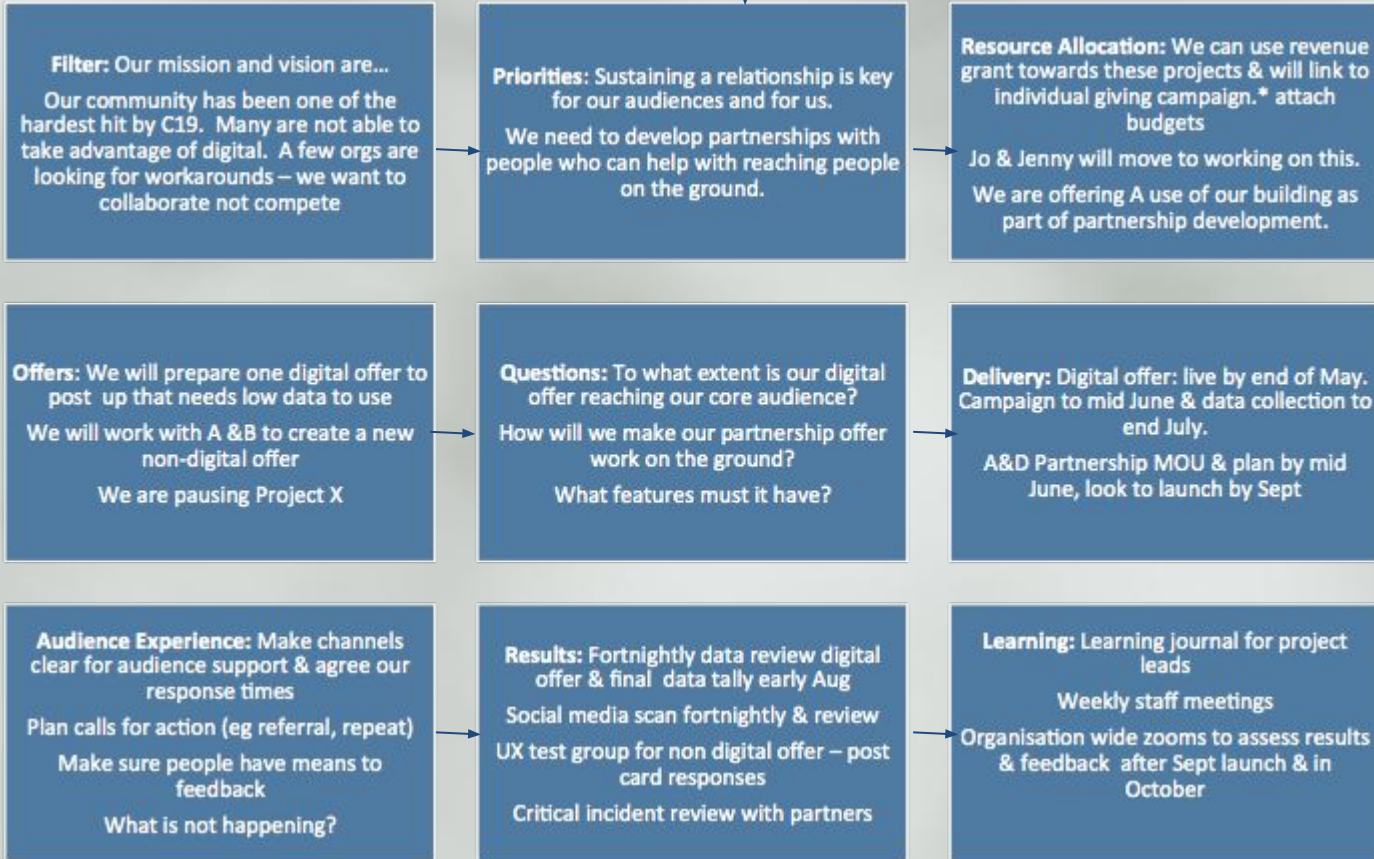 Filter: Our mission and vision are...
Our community has been one of the
hardest hit by C19.  Many are not able to
take advantage of digital.  A few orgs are
looking for workarounds – we want to
collaborate not compete
Priorities: Sustaining a relationship is key
for our audiences and for us.
We need to develop partnerships with
people who can help with reaching people
on the ground.
Resource Allocation: We can use revenue
grant towards these projects & will link to
individual giving campaign.* attach
budgets
Jo & Jenny will move to working on this.
We are offering A use of our building as
part of partnership development.
Offers: We will prepare one digital offer to
post  up that needs low data to use
We will work with A &B to create a new
non-digital offer
We are pausing Project X
Questions: To what extent is our digital
offer reaching our core audience?
How will we make our partnership offer
work on the ground?
What features must it have?
Delivery: Digital offer: live by end of May.
Campaign to mid June & data collection to
end July.
A&D Partnership MOU & plan by mid
June, look to launch by Sept
Audience Experience: Make channels
clear for audience support & agree our
response times
Plan calls for action (eg referral, repeat)
Make sure people have means to
feedback
What is not happening?
Results: Fortnightly data review digital
offer & final  data tally early Aug
Social media scan fortnightly & review
UX test group for non digital offer – post
card responses
Critical incident review with partners
Learning: Learning journal for project
leads
Weekly staff meetings
Organisation wide zooms to assess results
& feedback  after Sept launch & in
October